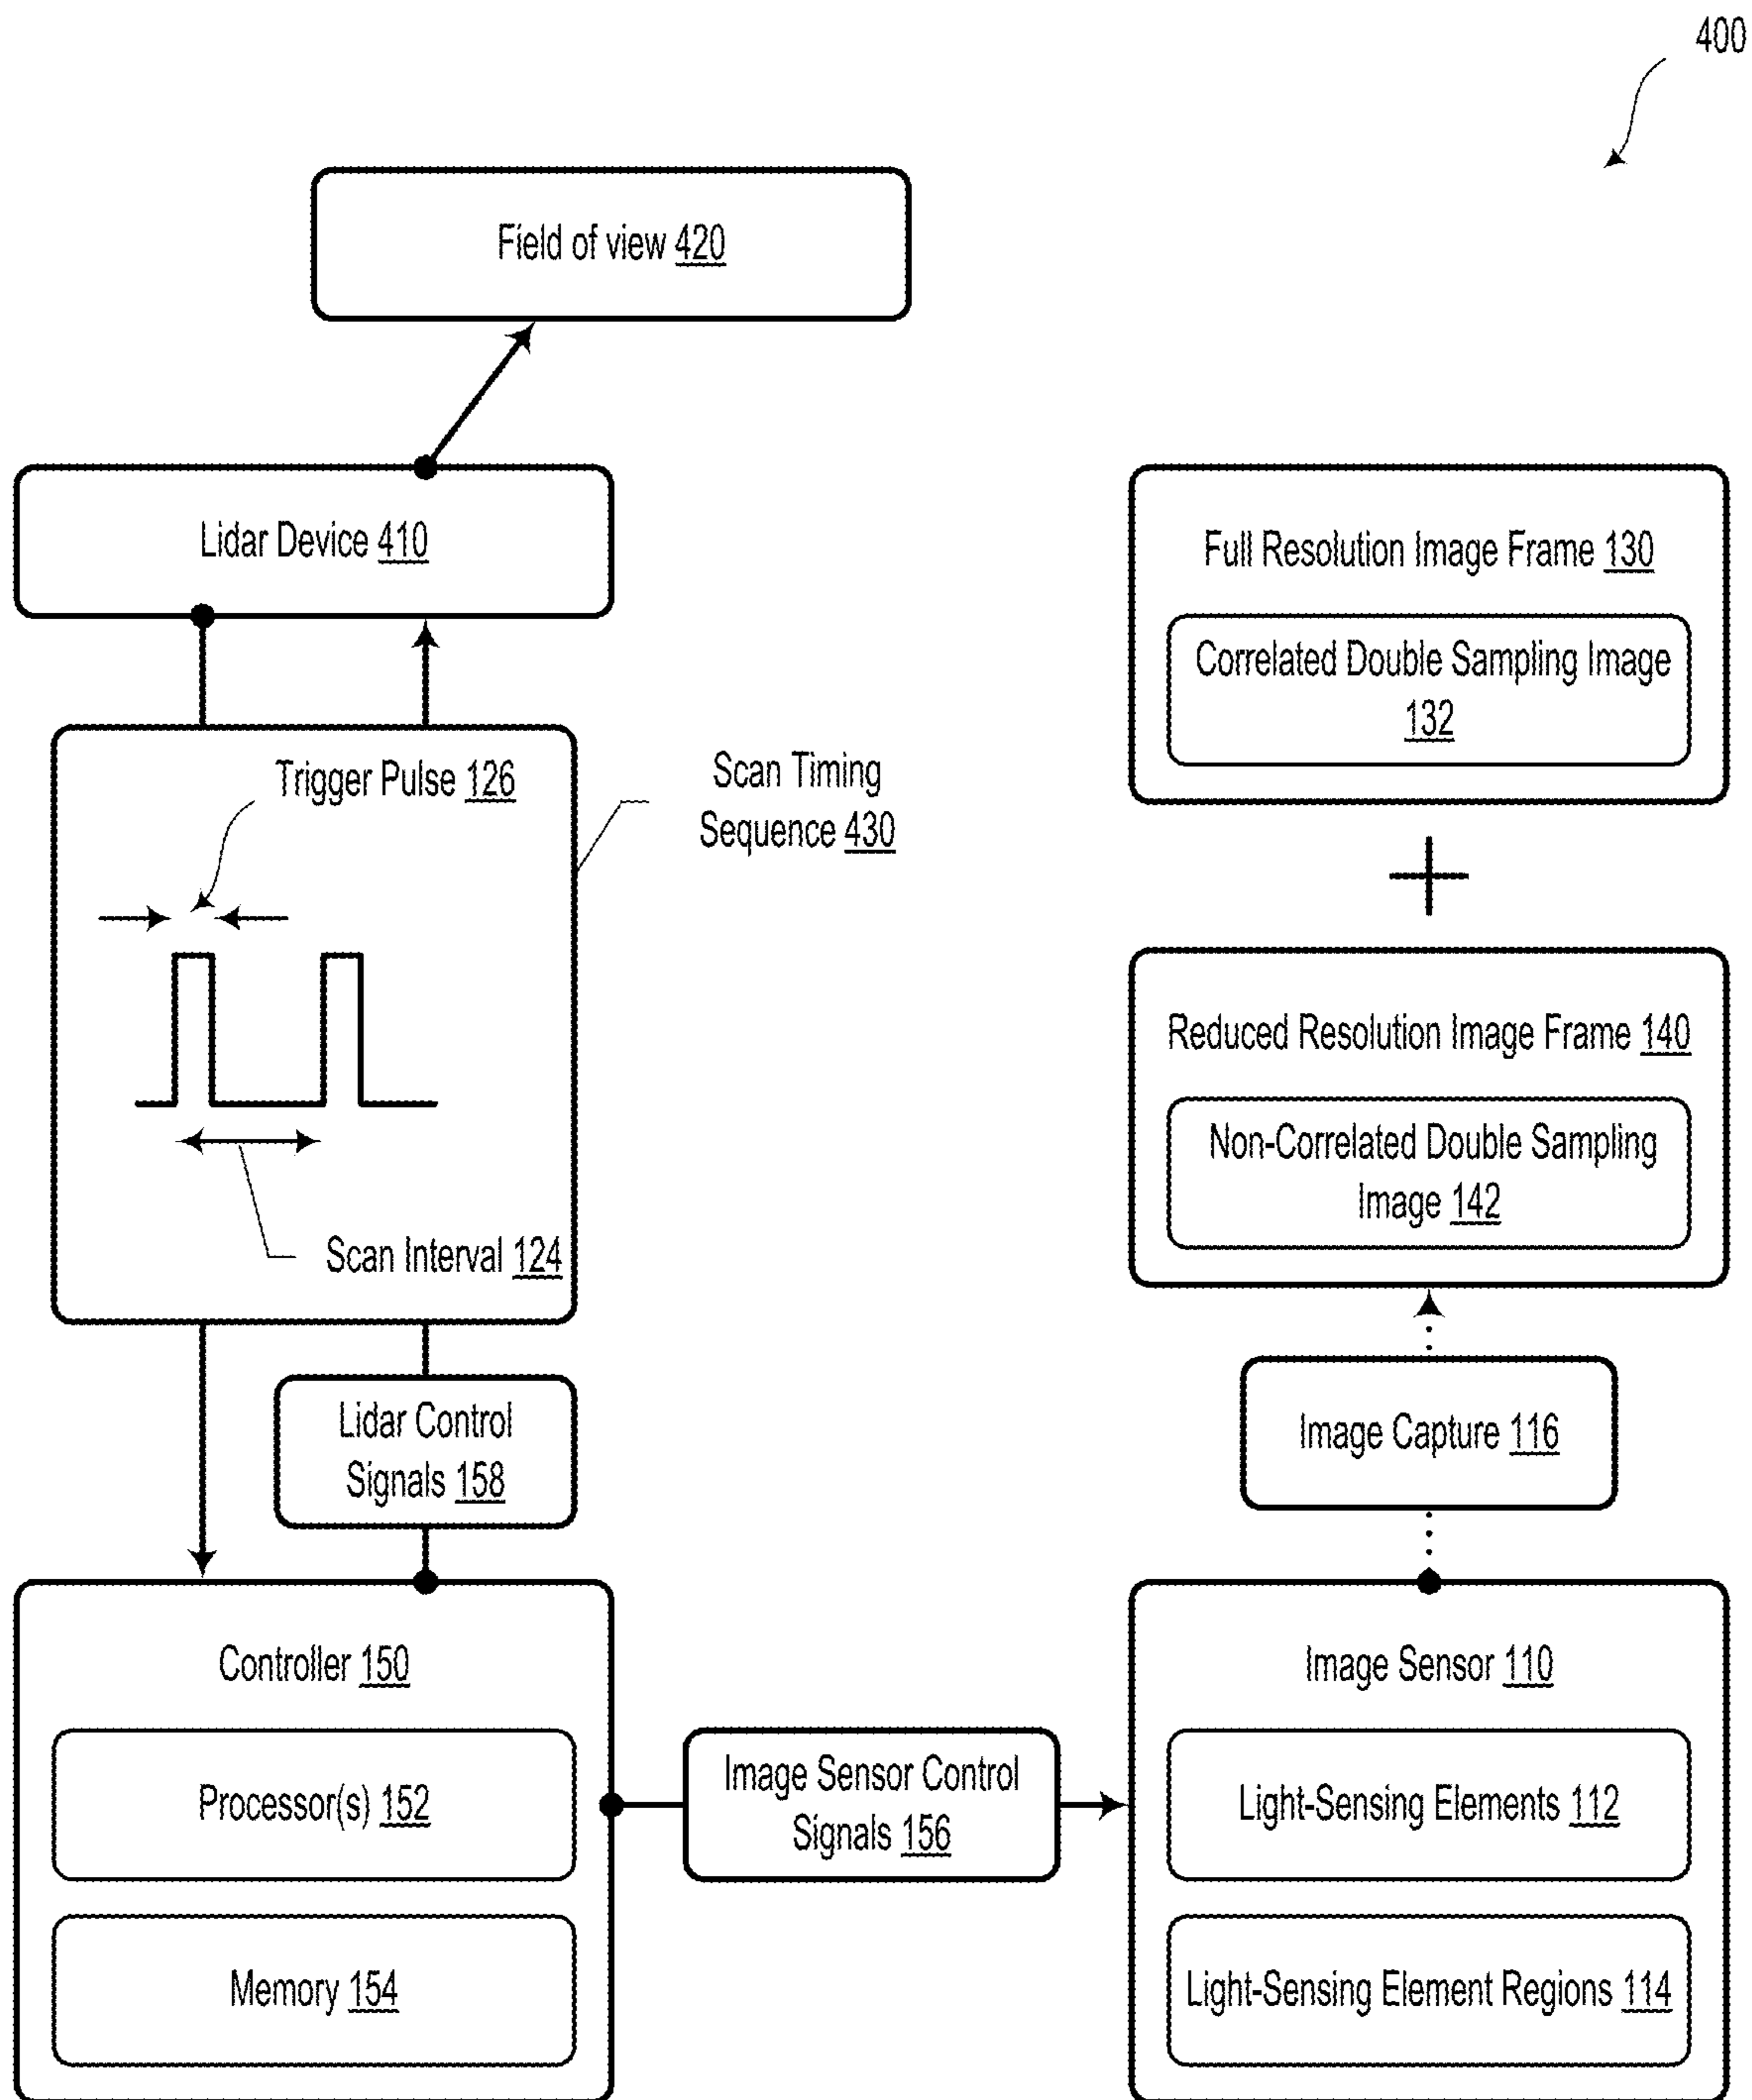 400
Field of view 420
Lidar Device 410
Trigger Pulse 126
Scan Interval 124
Scan Timing
Sequence 430
Lidar Control
Signals 158
Controller 150
Processor(s) 152
Memory 154
Image Sensor Control
Signals 156
Full Resolution Image Frame 130
Correlated Double Sampling Image
132
Reduced Resolution Image Frame 140
Non-Correlated Double Sampling
Image 142
Image Capture 116
Image Sensor 110
Light-Sensing Elements 112
Light-Sensing Element Regions 114